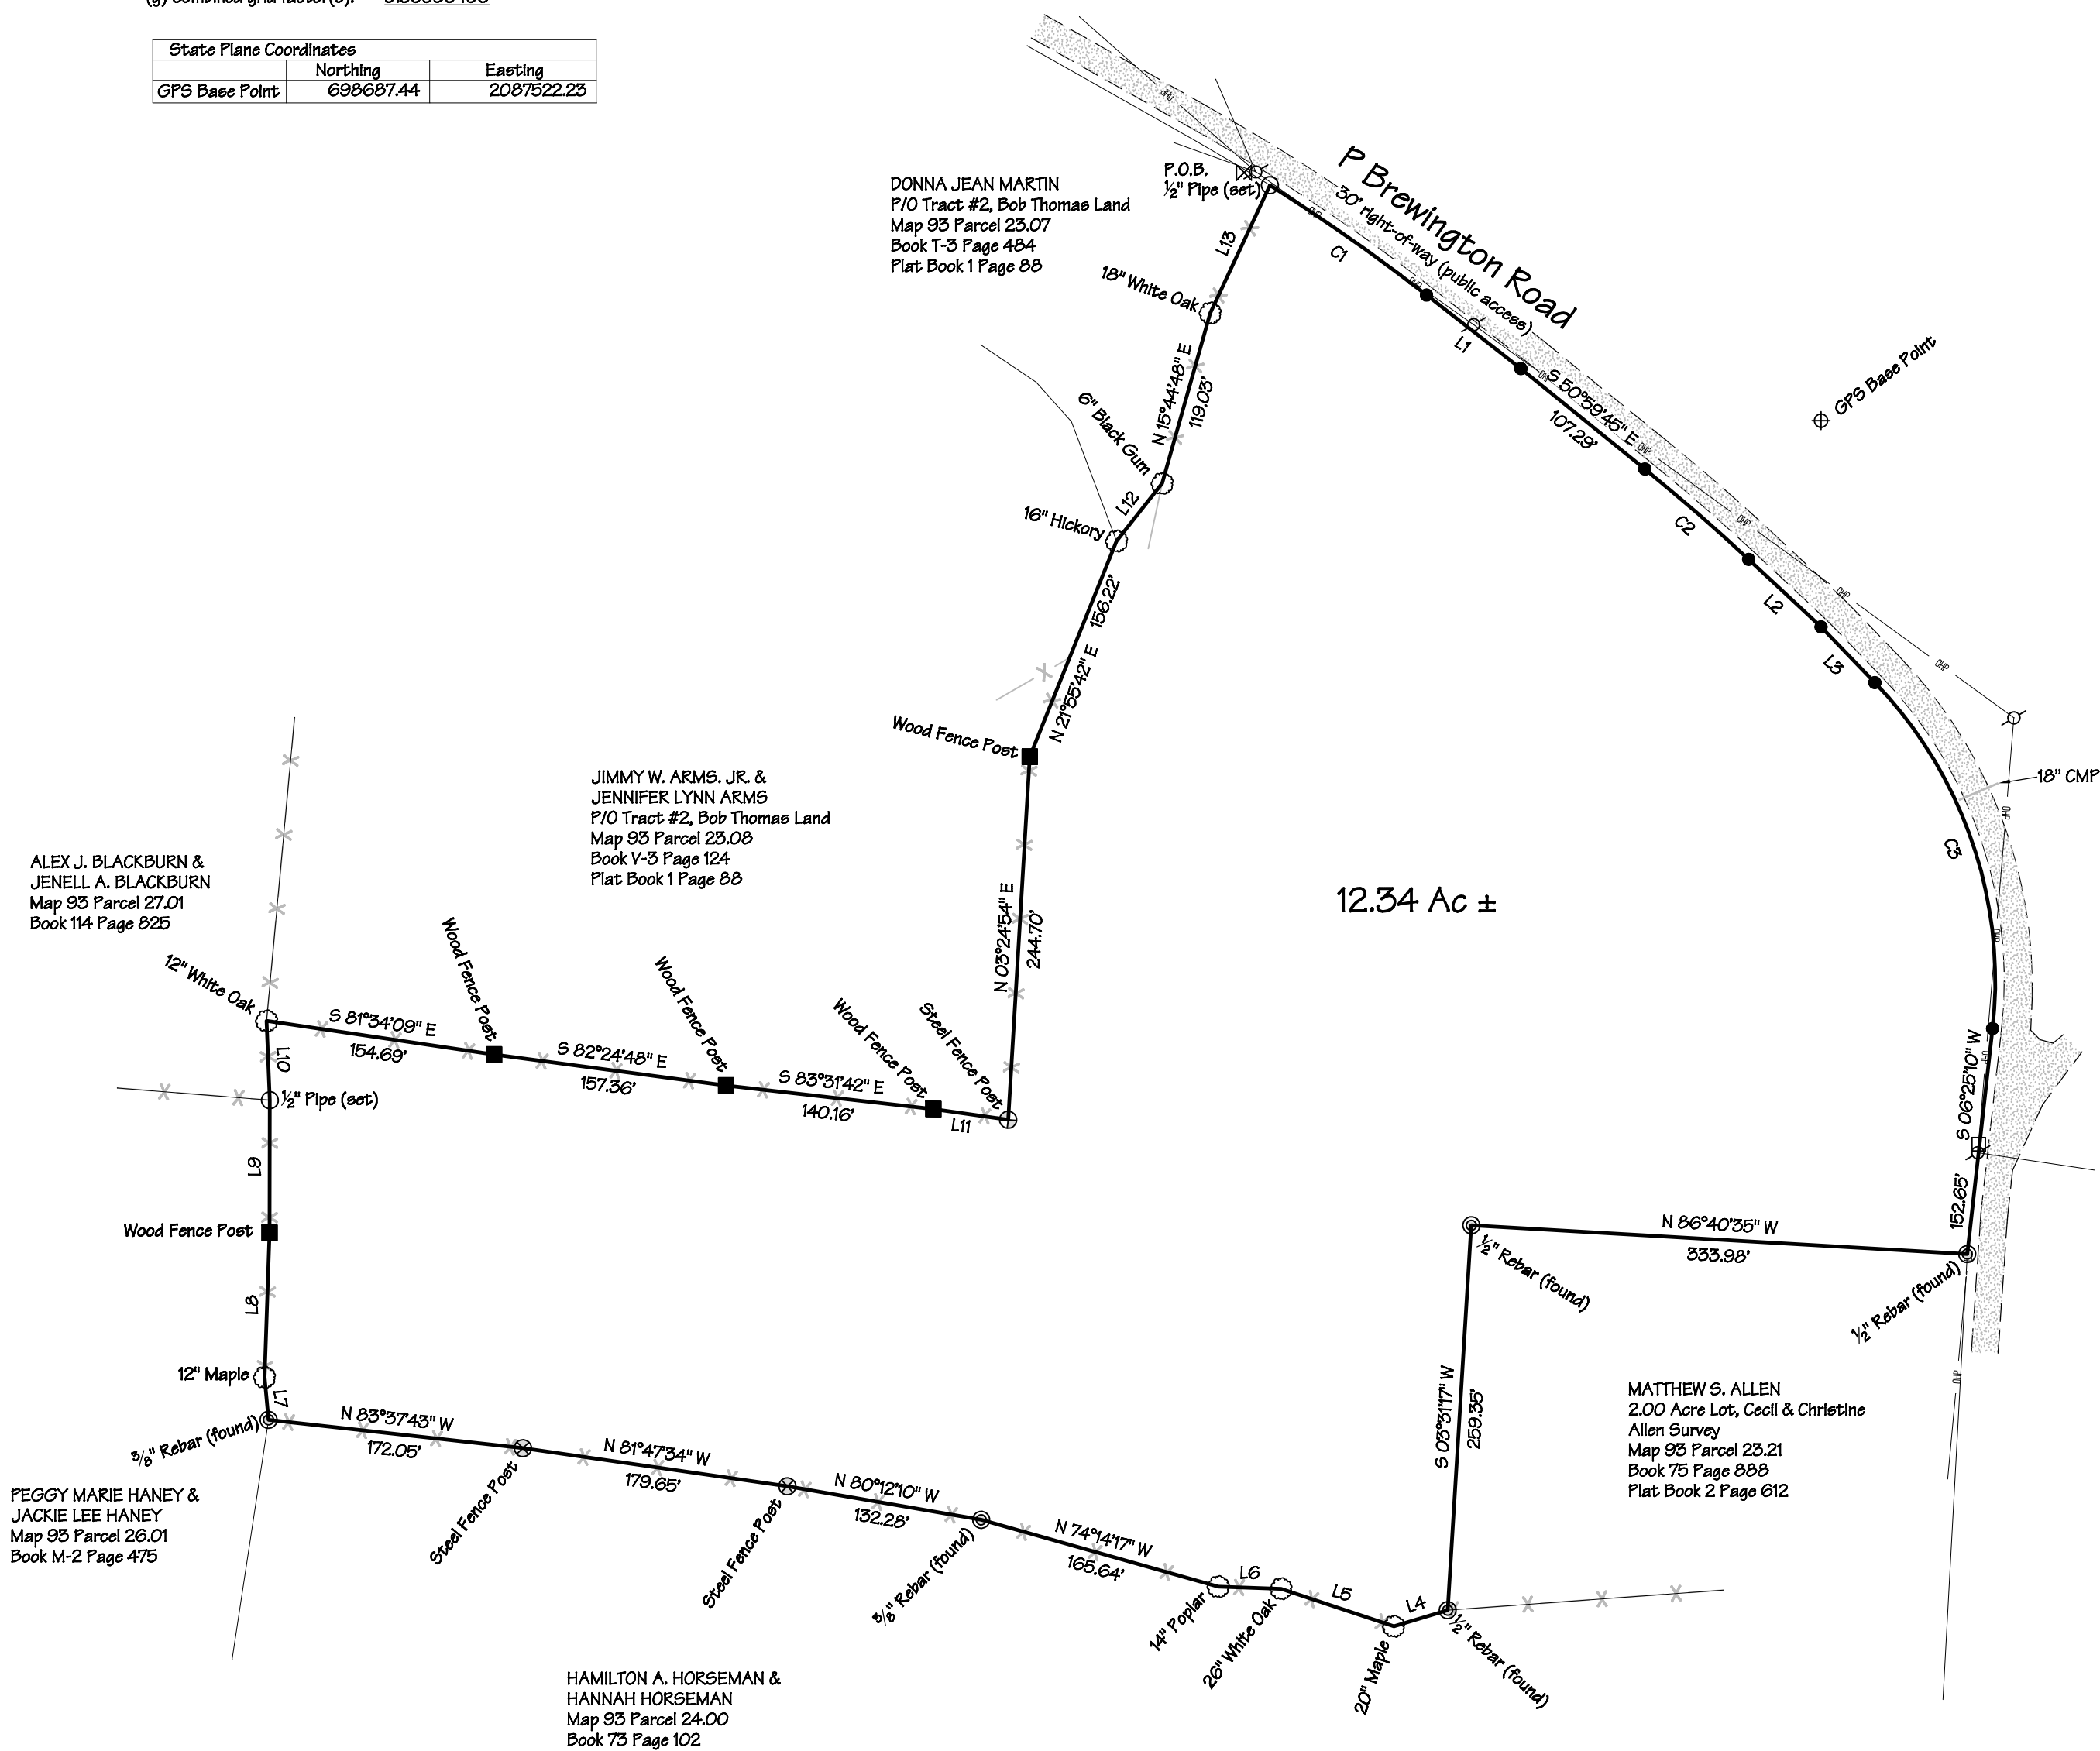 State Plane Coordinates
Northing Easting
GPS Base Point 698687.44 2087522.23
DONNA JEAN MARTIN
P/O Tract #2, Bob Thomas Land
Map 93 Parcel 23.07
Book T-3 Page 484
Plat Book 1 Page 88
P.O.B.
½" Pipe (set)
P Brewington Road
30' right-of-way (public access)
OHP
OHP
OHP
OHP
OHP
OHP
OHP
OHP
OHP
OHP
OHP
OHP
C1
L1
S 50°59'45" E
107.29'
C2
L2
L3
C3
GPS Base Point
18" CMP
L13
18" White Oak
N 15°44'48" E
119.03'
6" Black Gum
L12
16" Hickory
156.22'
N 21°55'42" E
Wood Fence Post
JIMMY W. ARMS. JR. &
JENNIFER LYNN ARMS
P/O Tract #2, Bob Thomas Land
Map 93 Parcel 23.08
Book V-3 Page 124
Plat Book 1 Page 88
N 03°24'54" E
244.70'
12.34 Ac ±
ALEX J. BLACKBURN &
JENELL A. BLACKBURN
Map 93 Parcel 27.01
Book 114 Page 825
12" White Oak
S 81°34'09" E
154.69'
Wood Fence Post
S 82°24'48" E
157.36'
Wood Fence Post
S 83°31'42" E
140.16'
Wood Fence Post
L11
Steel Fence Post
L10
½" Pipe (set)
L9
Wood Fence Post
L8
12" Maple
L7
⅜" Rebar (found)
N 83°37'43" W
172.05'
Steel Fence Post
N 81°47'34" W
179.65'
Steel Fence Post
N 80°12'10" W
132.28'
⅜" Rebar (found)
N 74°14'17" W
165.64'
14" Poplar
L6
26" White Oak
L5
20" Maple
L4
½" Rebar (found)
S 03°31'17" W
259.35'
½" Rebar (found)
N 86°40'35" W
333.98'
½" Rebar (found)
S 06°25'10" W
152.65'
MATTHEW S. ALLEN
2.00 Acre Lot, Cecil & Christine
Allen Survey
Map 93 Parcel 23.21
Book 75 Page 888
Plat Book 2 Page 612
PEGGY MARIE HANEY &
JACKIE LEE HANEY
Map 93 Parcel 26.01
Book M-2 Page 475
HAMILTON A. HORSEMAN &
HANNAH HORSEMAN
Map 93 Parcel 24.00
Book 73 Page 102